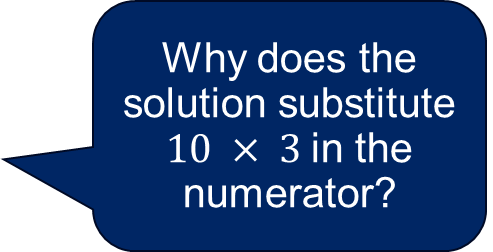 Why does the
solution substitute
10 × 3 in the
numerator?